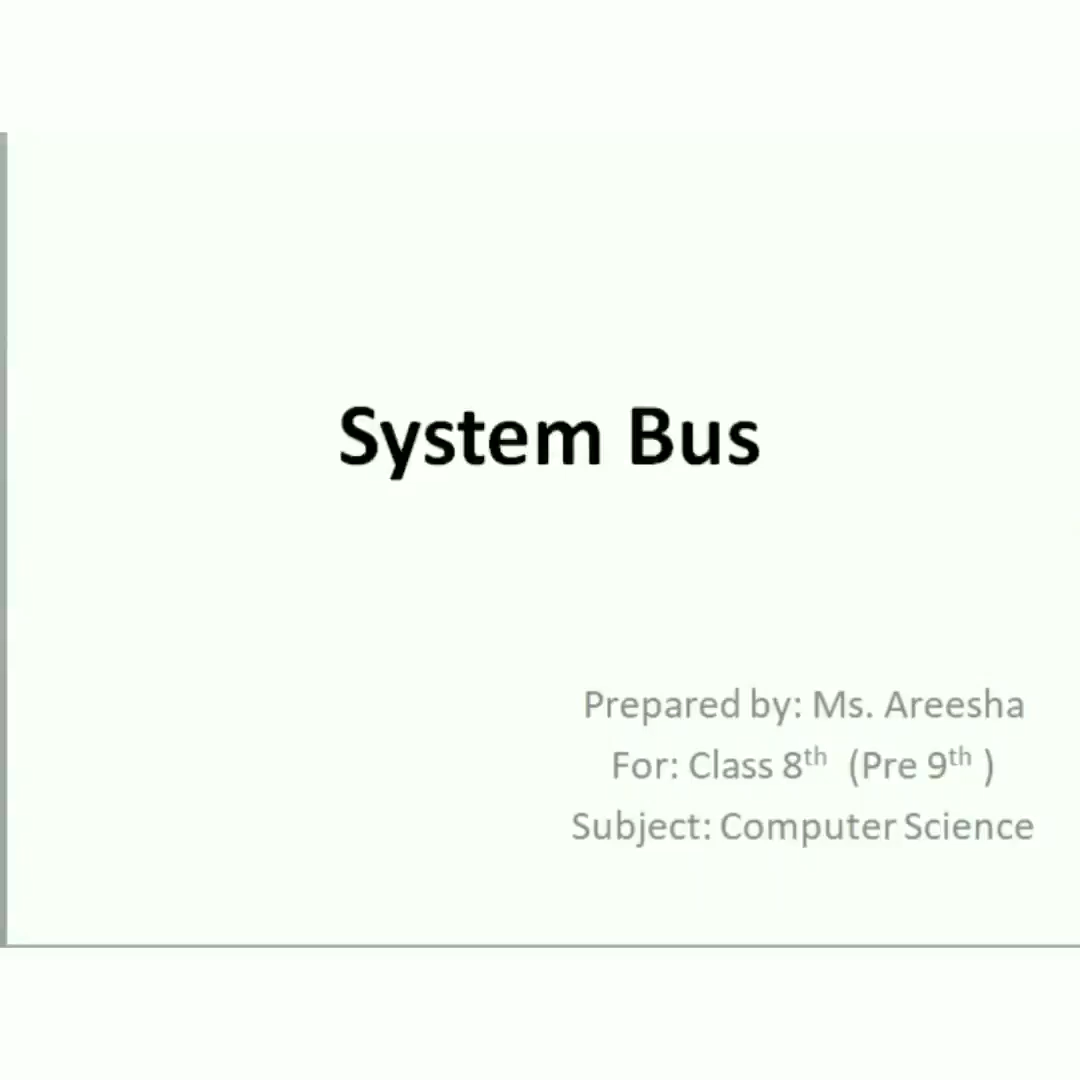 System Bus
Prepared by: Ms. Areesha
For: Class 8th (Pre 9th )
Subject: Computer Science